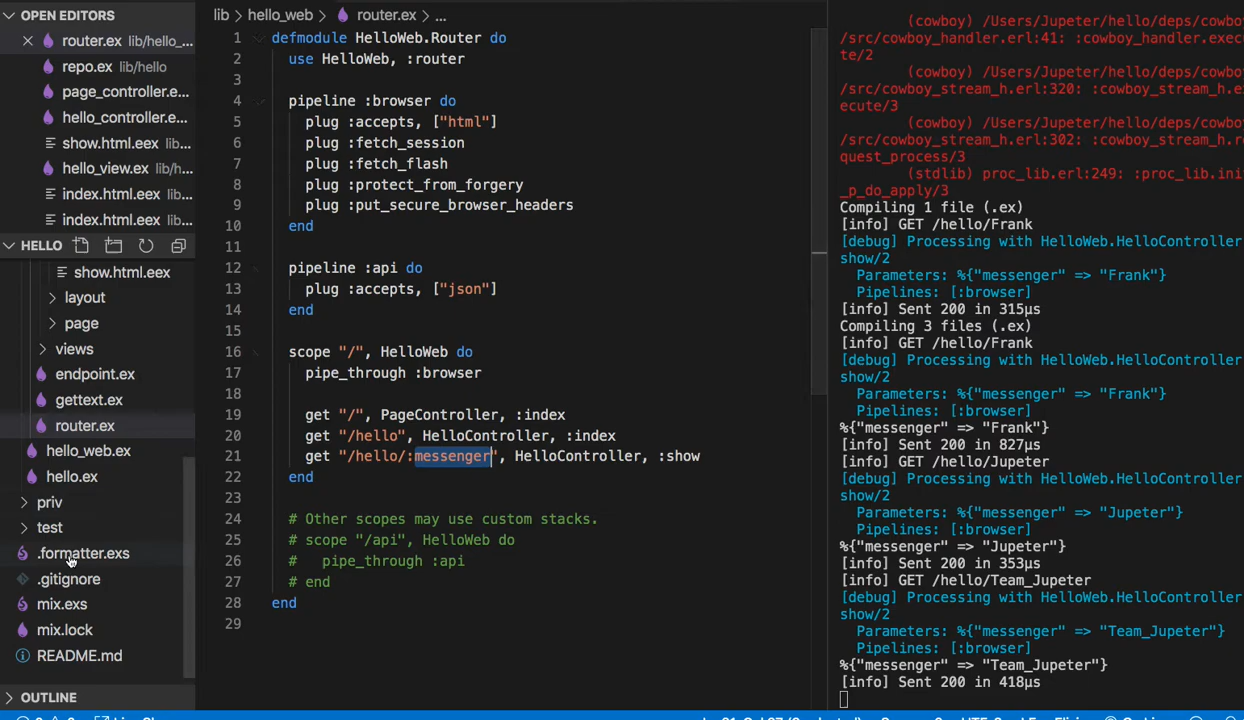 OPEN EDITORS
router.ex lib/hello_...
repo.ex lib/hello
page_controller.e...
hello_controller.e...
show.html.eex lib...
hello_view.ex lib/h...
index.html.eex lib...
index.html.eex lib...
HELLO
show.html.eex
layout
page
views
endpoint.ex
gettext.ex
router.ex
hello_web.ex
hello.ex
priv
test
.formatter.exs
.gitignore
mix.exs
mix.lock
README.md
OUTLINE
lib > hello_web > router.ex > ...
1 defmodule HelloWeb.Router do
2 use HelloWeb, :router
3
4 pipeline :browser do
5 plug :accepts, ["html"]
6 plug :fetch_session
7 plug :fetch_flash
8 plug :protect_from_forgery
9 plug :put_secure_browser_headers
10 end
11
12 pipeline :api do
13 plug :accepts, ["json"]
14 end
15
16 scope "/", HelloWeb do
17 pipe_through :browser
18
19 get "/", PageController, :index
20 get "/hello", HelloController, :index
21 get "/hello/:messenger", HelloController, :show
22 end
23
24 # Other scopes may use custom stacks.
25 # scope "/api", HelloWeb do
26 # pipe_through :api
27 # end
28 end
29
(cowboy) /Users/Jupeter/hello/deps/cowbo
/src/cowboy_handler.erl:41: :cowboy_handler.exec
te/2
(cowboy) /Users/Jupeter/hello/deps/cowbo
/src/cowboy_stream_h.erl:320: :cowboy_stream_h.e
ecute/3
(cowboy) /Users/Jupeter/hello/deps/cowbo
/src/cowboy_stream_h.erl:302: :cowboy_stream_h.r
quest_process/3
(stdlib) proc_lib.erl:249: :proc_lib.ini
_p_do_apply/3
Compiling 1 file (.ex)
[info] GET /hello/Frank
[debug] Processing with HelloWeb.HelloController
show/2
Parameters: %{"messenger" => "Frank"}
Pipelines: [:browser]
[info] Sent 200 in 315µs
Compiling 3 files (.ex)
[info] GET /hello/Frank
[debug] Processing with HelloWeb.HelloController
show/2
Parameters: %{"messenger" => "Frank"}
Pipelines: [:browser]
%{"messenger" => "Frank"}
[info] Sent 200 in 827µs
[info] GET /hello/Jupeter
[debug] Processing with HelloWeb.HelloController
show/2
Parameters: %{"messenger" => "Jupeter"}
Pipelines: [:browser]
%{"messenger" => "Jupeter"}
[info] Sent 200 in 353µs
[info] GET /hello/Team_Jupeter
[debug] Processing with HelloWeb.HelloController
show/2
Parameters: %{"messenger" => "Team_Jupeter"}
Pipelines: [:browser]
%{"messenger" => "Team_Jupeter"}
[info] Sent 200 in 418µs